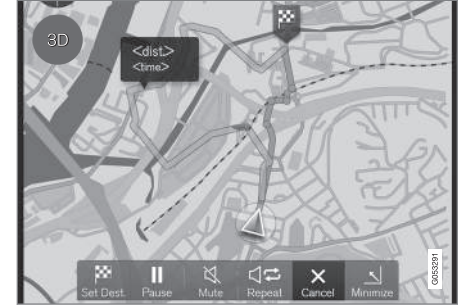 3D
<dist.>
<time>
Set Dest.
Pause
Mute
Repeat
Cancel
Minimize
G053291